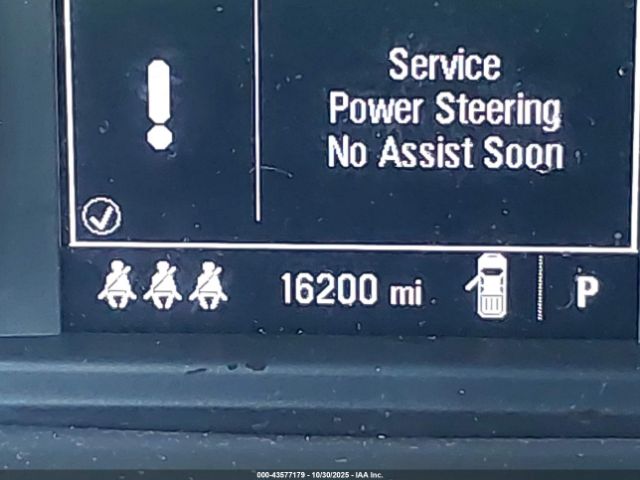 Service
Power Steering
No Assist Soon
16200 mi
P
000-43577179 - 10/30/2025 - IAA Inc.